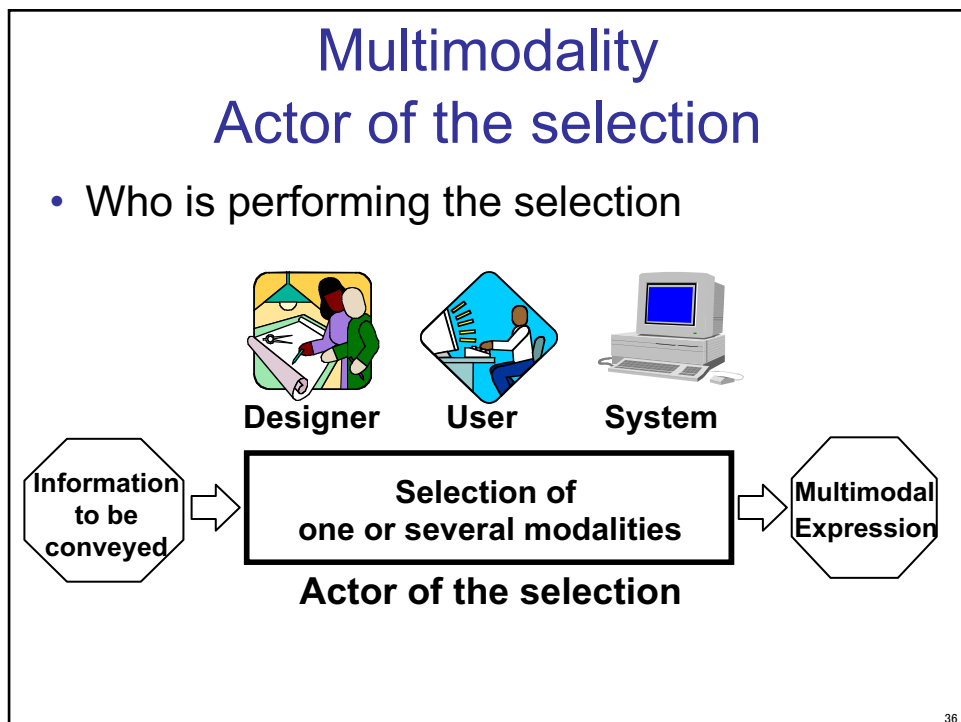 Multimodality
Actor of the selection
• Who is performing the selection
Designer User System
Information
to be
conveyed
Selection of
one or several modalities
Multimodal
Expression
Actor of the selection
36